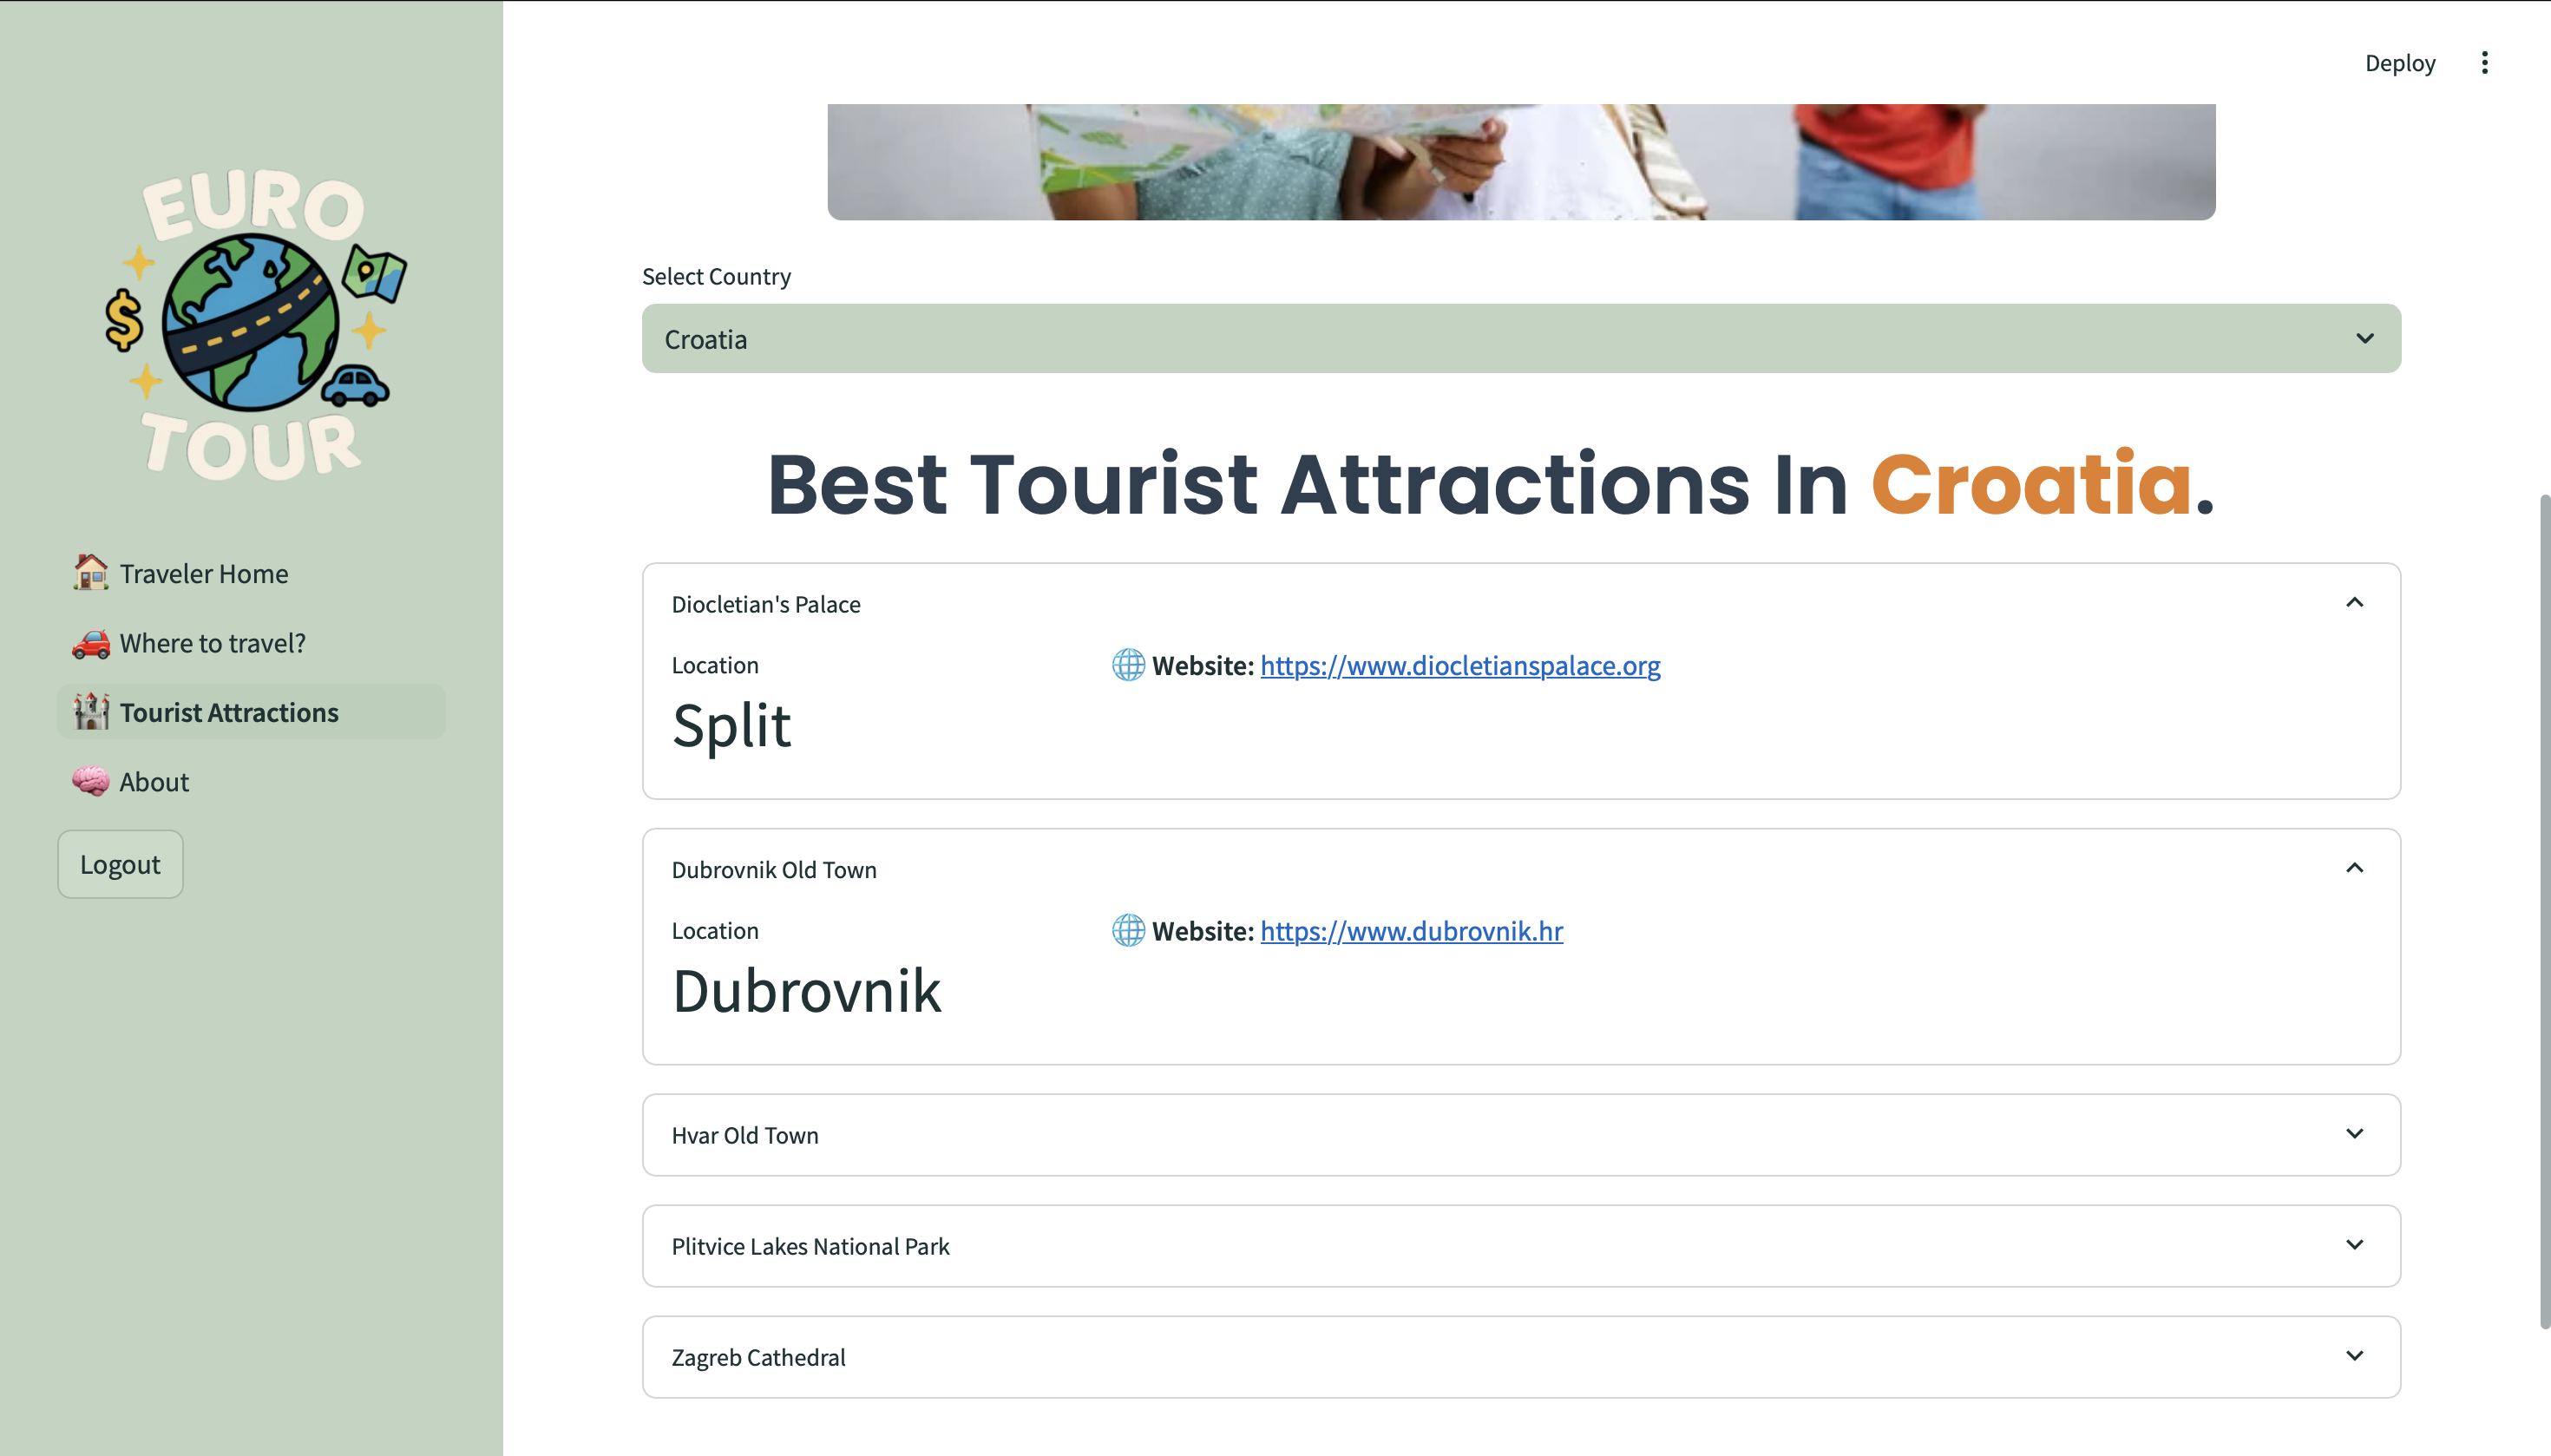 EURO
$
TOUR
Traveler Home
Where to travel?
Tourist Attractions
About
Logout
Deploy
Select Country
Croatia
Best Tourist Attractions In Croatia.
Diocletian's Palace
Location
Website: https://www.diocletianspalace.org
Split
Dubrovnik Old Town
Location
Website: https://www.dubrovnik.hr
Dubrovnik
Hvar Old Town
Plitvice Lakes National Park
Zagreb Cathedral